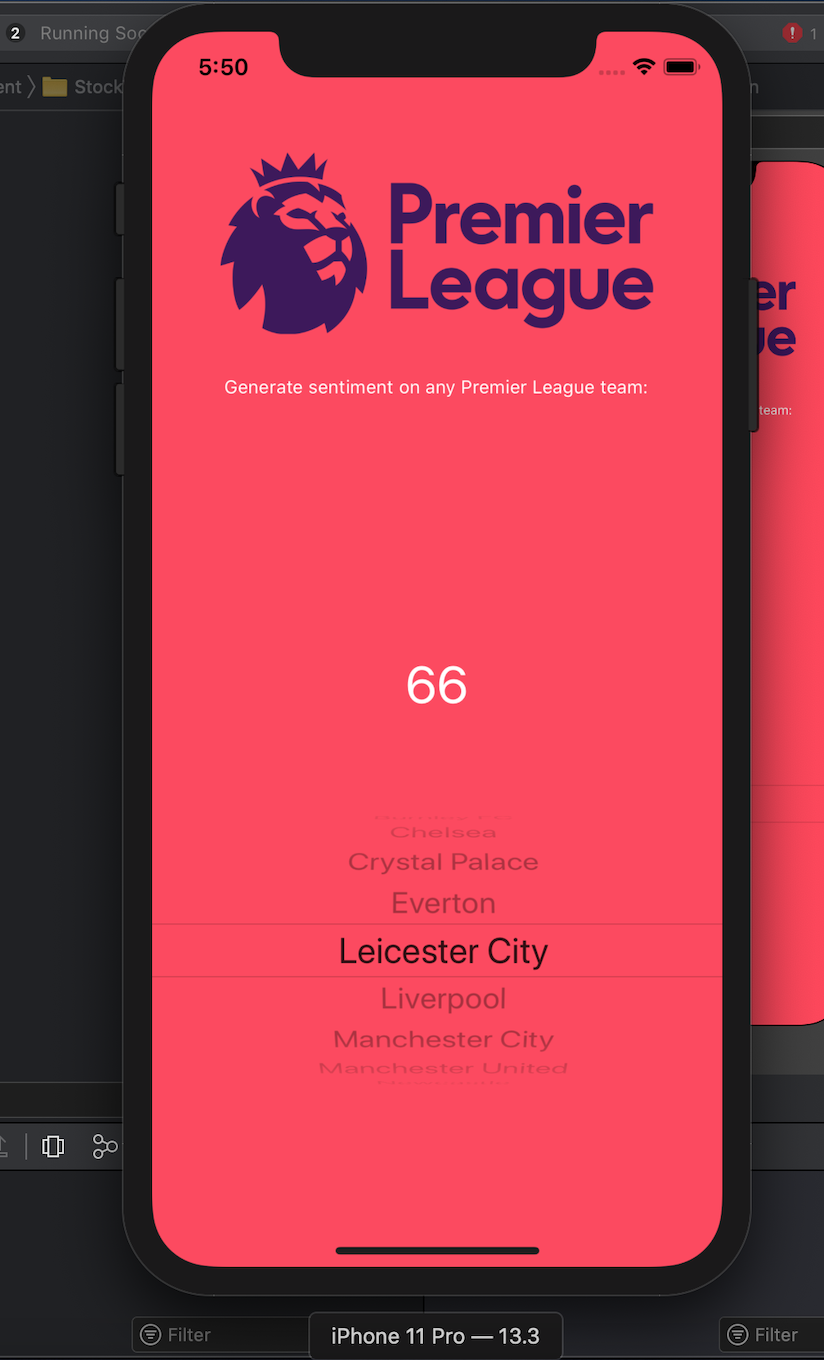 2 Running Soc
1
ent
Stock
n
5:50
Premier
League
er
ue
Generate sentiment on any Premier League team:
team:
66
Chelsea
Crystal Palace
Everton
Leicester City
Liverpool
Manchester City
Manchester United
Filter
iPhone 11 Pro — 13.3
Filter